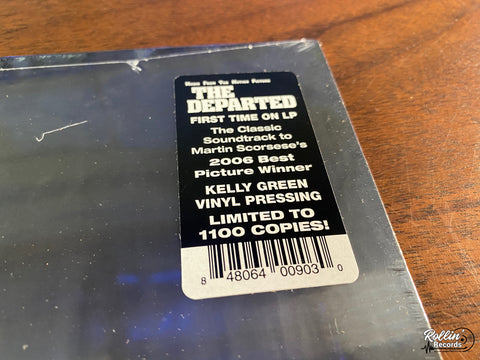 Music From The Motion Picture
THE
DEPARTED
FIRST TIME ON LP
The Classic
Soundtrack to
Martin Scorsese's
2006 Best
Picture Winner
KELLY GREEN
VINYL PRESSING
LIMITED TO
1100 COPIES!
8 48064 00903 0
Rollin
Records